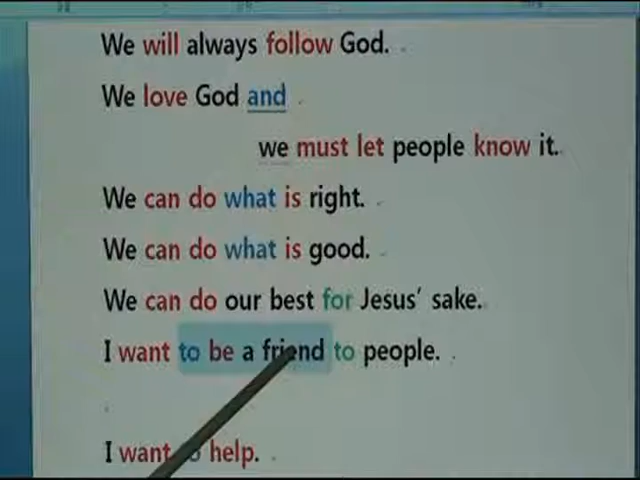 We will always follow God.
We love God and
we must let people know it.
We can do what is right.
We can do what is good.
We can do our best for Jesus' sake.
I want to be a friend to people.
I want to help.